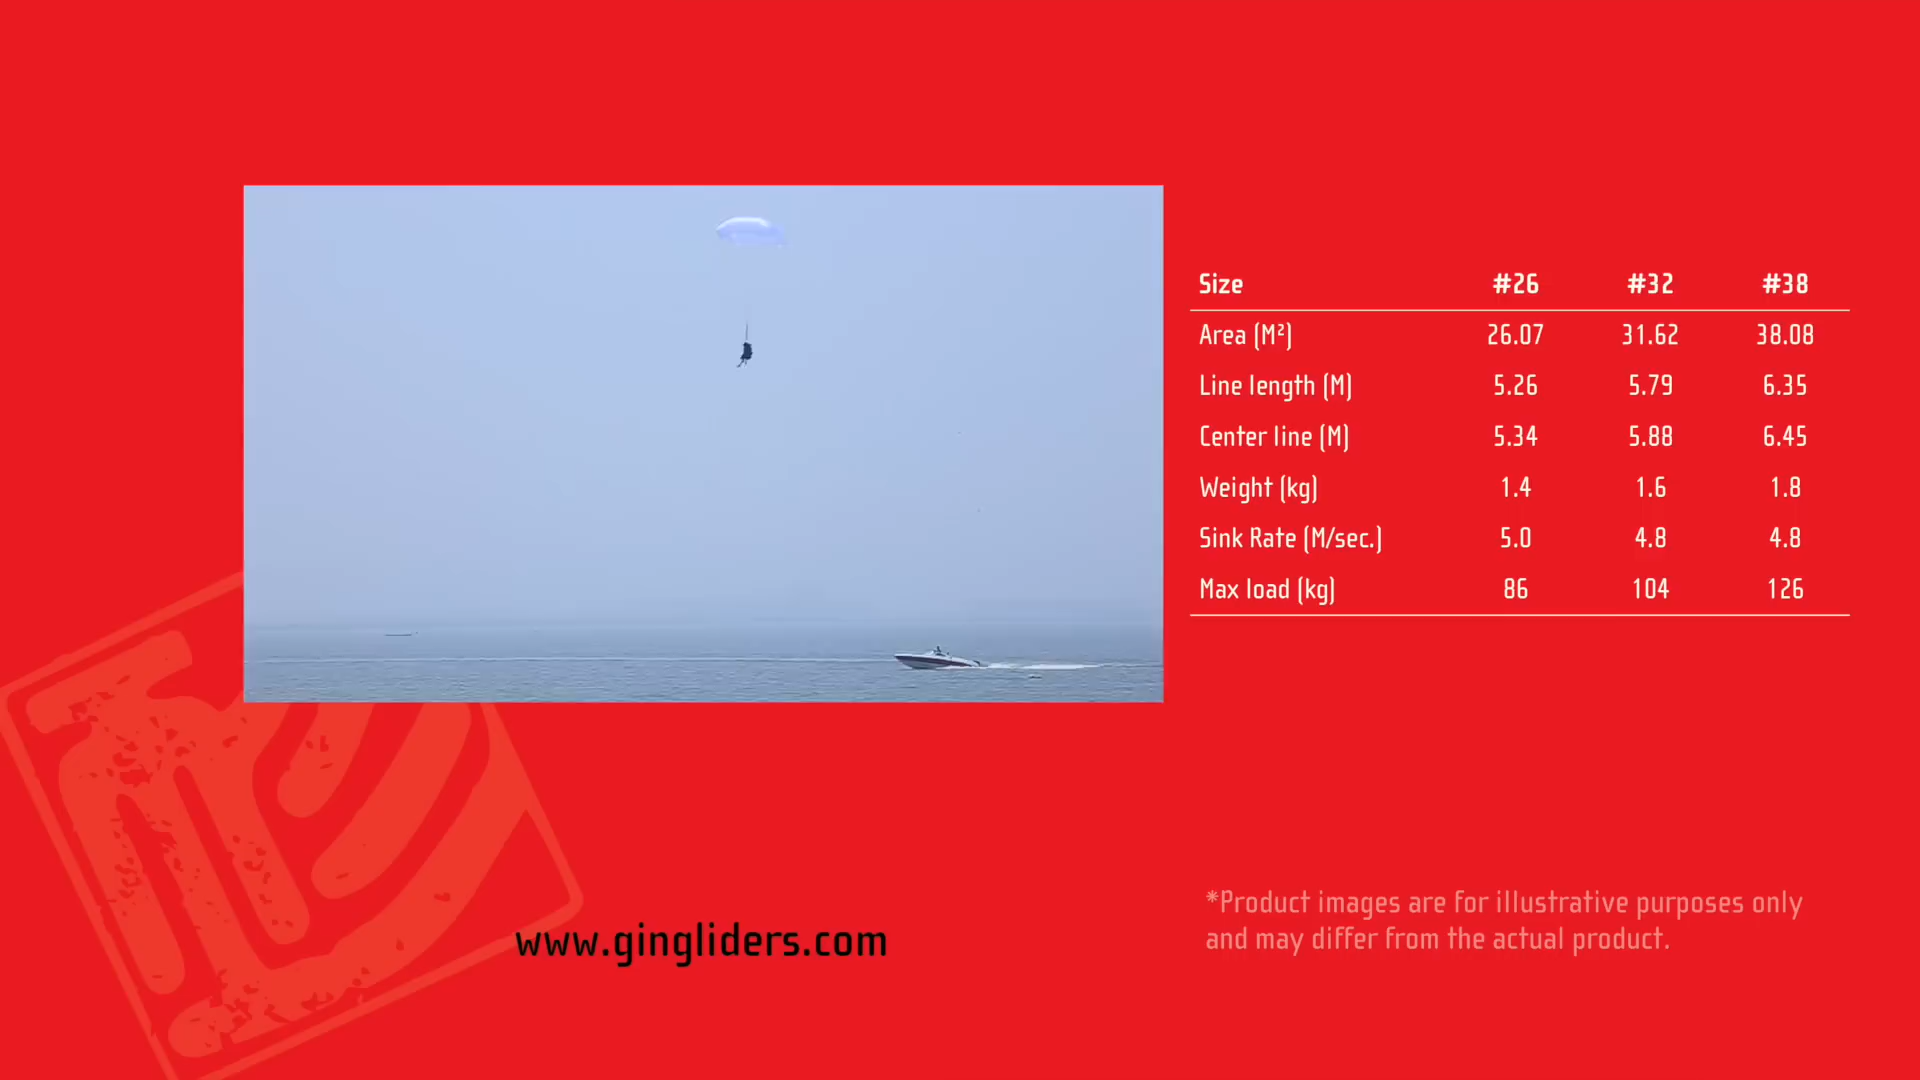 Size #26 #32 #38
Area (M²) 26.07 31.62 38.08
Line length (M) 5.26 5.79 6.35
Center line (M) 5.34 5.88 6.45
Weight (kg) 1.4 1.6 1.8
Sink Rate (M/sec.) 5.0 4.8 4.8
Max load (kg) 86 104 126
*Product images are for illustrative purposes only
and may differ from the actual product.
www.gingliders.com